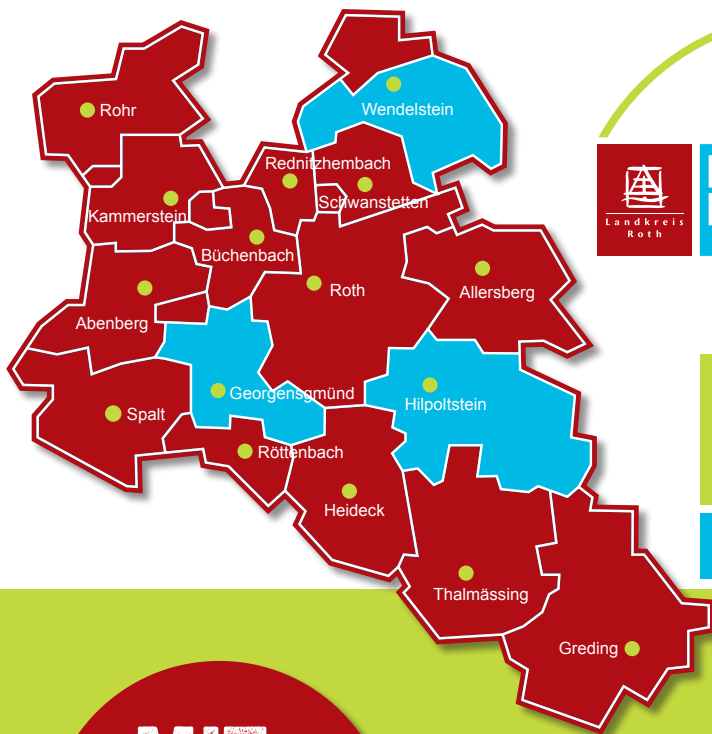 Rohr
Wendelstein
Rednitzhembach
Kammerstein
Schwanstetten
Büchenbach
Landkreis
Roth
Roth
Allersberg
Abenberg
Georgensgmünd
Hilpoltstein
Spalt
Röttenbach
Heideck
Thalmässing
Greding